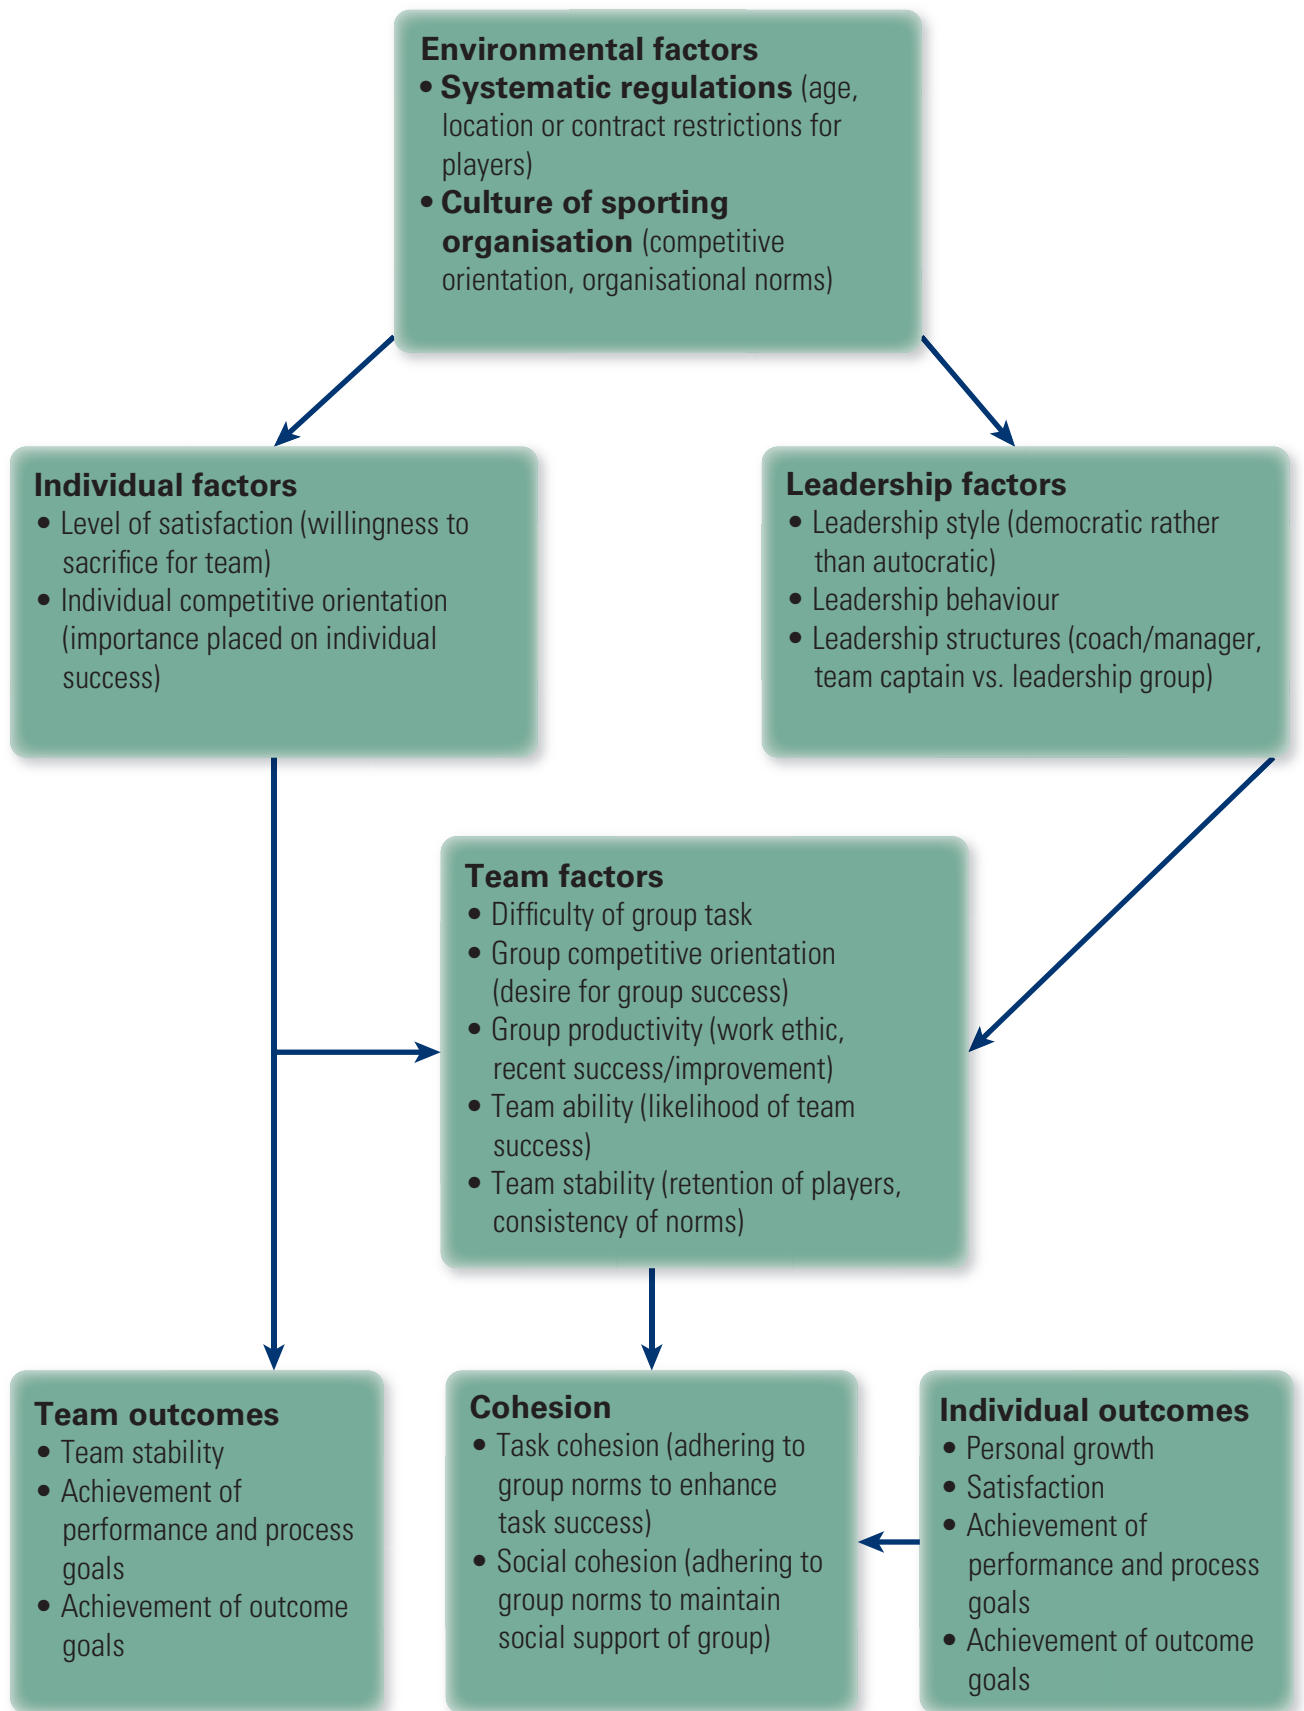 Environmental factors
• Systematic regulations (age,
location or contract restrictions for
players)
• Culture of sporting
organisation (competitive
orientation, organisational norms)
Individual factors
• Level of satisfaction (willingness to
sacrifice for team)
• Individual competitive orientation
(importance placed on individual
success)
Leadership factors
• Leadership style (democratic rather
than autocratic)
• Leadership behaviour
• Leadership structures (coach/manager,
team captain vs. leadership group)
Team factors
• Difficulty of group task
• Group competitive orientation
(desire for group success)
• Group productivity (work ethic,
recent success/improvement)
• Team ability (likelihood of team
success)
• Team stability (retention of players,
consistency of norms)
Team outcomes
• Team stability
• Achievement of
performance and process
goals
• Achievement of outcome
goals
Cohesion
• Task cohesion (adhering to
group norms to enhance
task success)
• Social cohesion (adhering to
group norms to maintain
social support of group)
Individual outcomes
• Personal growth
• Satisfaction
• Achievement of
performance and process
goals
• Achievement of outcome
goals